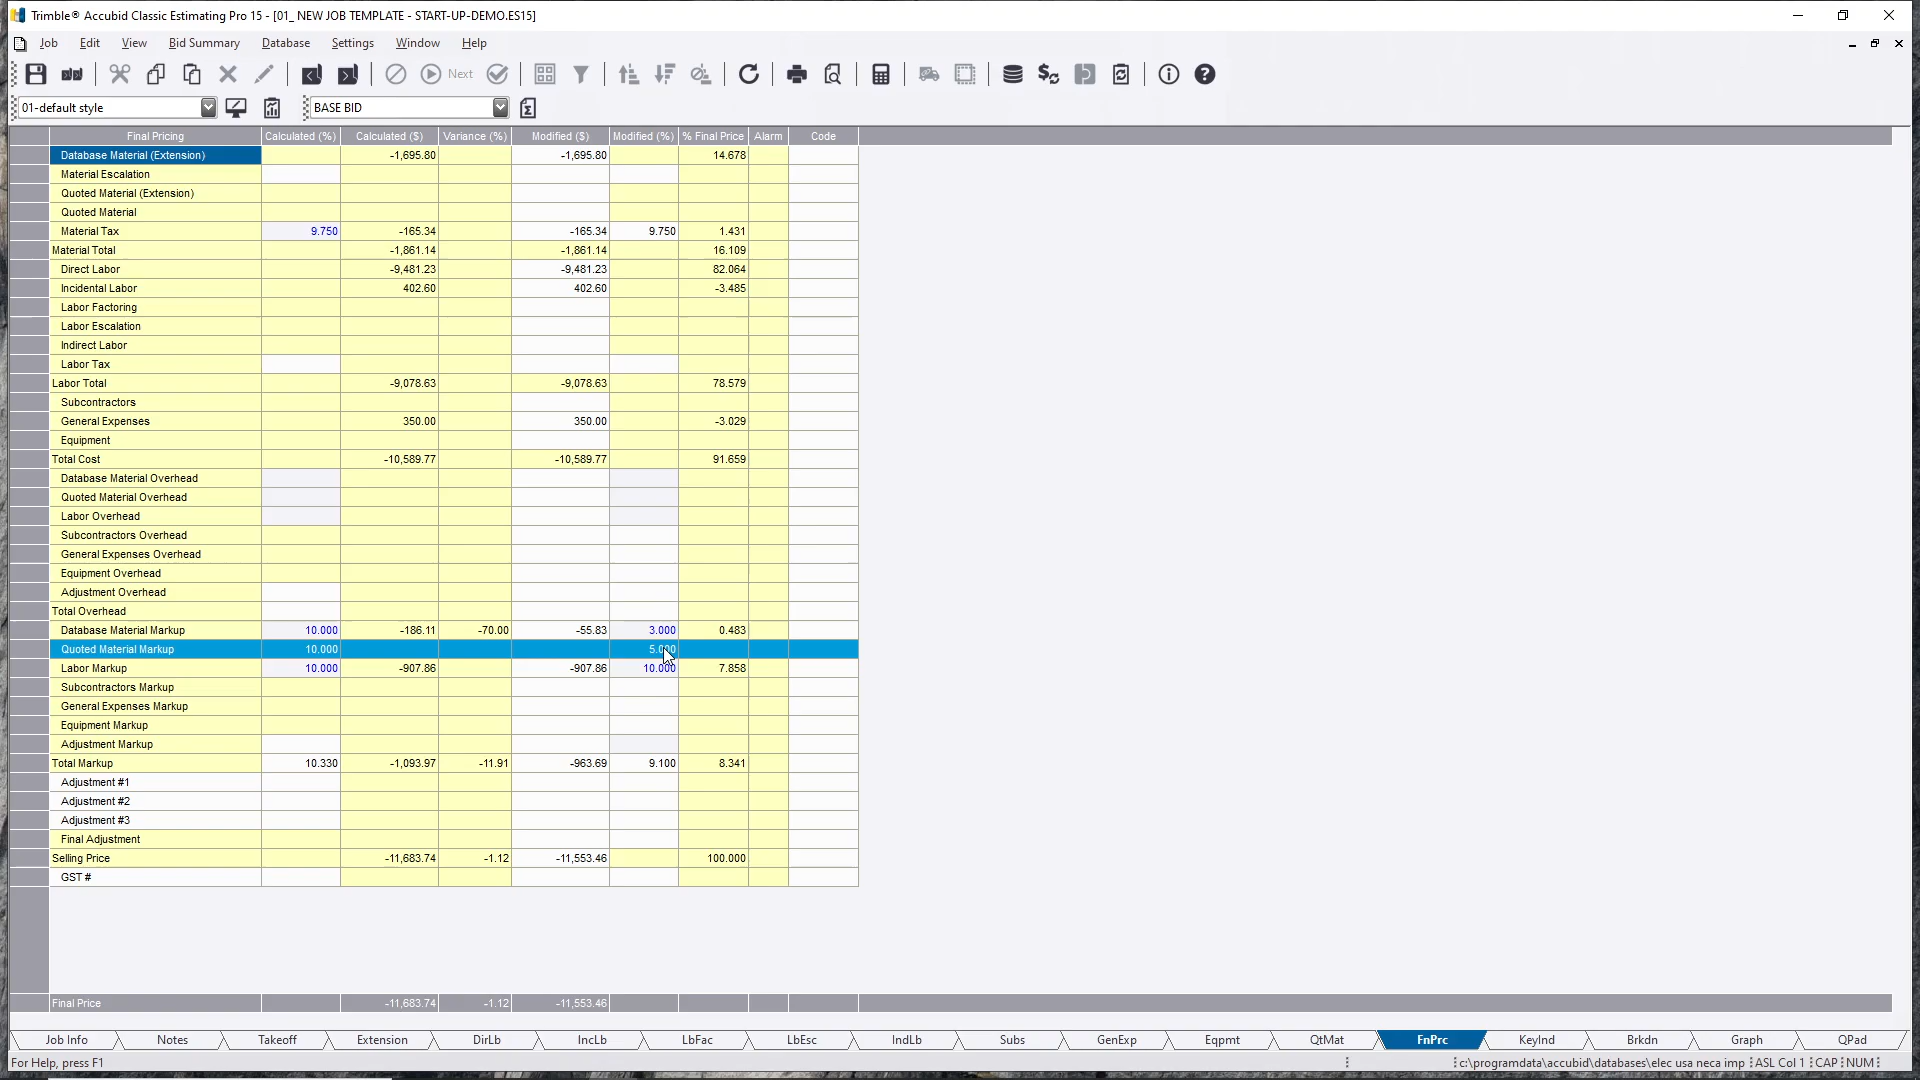 Trimble® Accubid Classic Estimating Pro 15 - [01_ NEW JOB TEMPLATE - START-UP-DEMO.ES15]
Job Edit View Bid Summary Database Settings Window Help
Next
01-default style BASE BID
Final Pricing Calculated (%) Calculated ($) Variance (%) Modified ($) Modified (%) % Final Price Alarm Code
Database Material (Extension) -1,695.80 -1,695.80 14.678
Material Escalation
Quoted Material (Extension)
Quoted Material
Material Tax 9.750 -165.34 -165.34 9.750 1.431
Material Total -1,861.14 -1,861.14 16.109
Direct Labor -9,481.23 -9,481.23 82.064
Incidental Labor 402.60 402.60 -3.485
Labor Factoring
Labor Escalation
Indirect Labor
Labor Tax
Labor Total -9,078.63 -9,078.63 78.579
Subcontractors
General Expenses 350.00 350.00 -3.029
Equipment
Total Cost -10,589.77 -10,589.77 91.659
Database Material Overhead
Quoted Material Overhead
Labor Overhead
Subcontractors Overhead
General Expenses Overhead
Equipment Overhead
Adjustment Overhead
Total Overhead
Database Material Markup 10.000 -186.11 -70.00 -55.83 3.000 0.483
Quoted Material Markup 10.000 5.000
Labor Markup 10.000 -907.86 -907.86 10.000 7.858
Subcontractors Markup
General Expenses Markup
Equipment Markup
Adjustment Markup
Total Markup 10.330 -1,093.97 -11.91 -963.69 9.100 8.341
Adjustment #1
Adjustment #2
Adjustment #3
Final Adjustment
Selling Price -11,683.74 -1.12 -11,553.46 100.000
GST #
Final Price -11,683.74 -1.12 -11,553.46
Job Info Notes Takeoff Extension DirLb IncLb LbFac LbEsc IndLb Subs GenExp Eqpmt QtMat FnPrc KeyInd Brkdn Graph QPad
For Help, press F1 c:\programdata\accubid\databases\elec usa neca imp ASL Col 1 CAP NUM